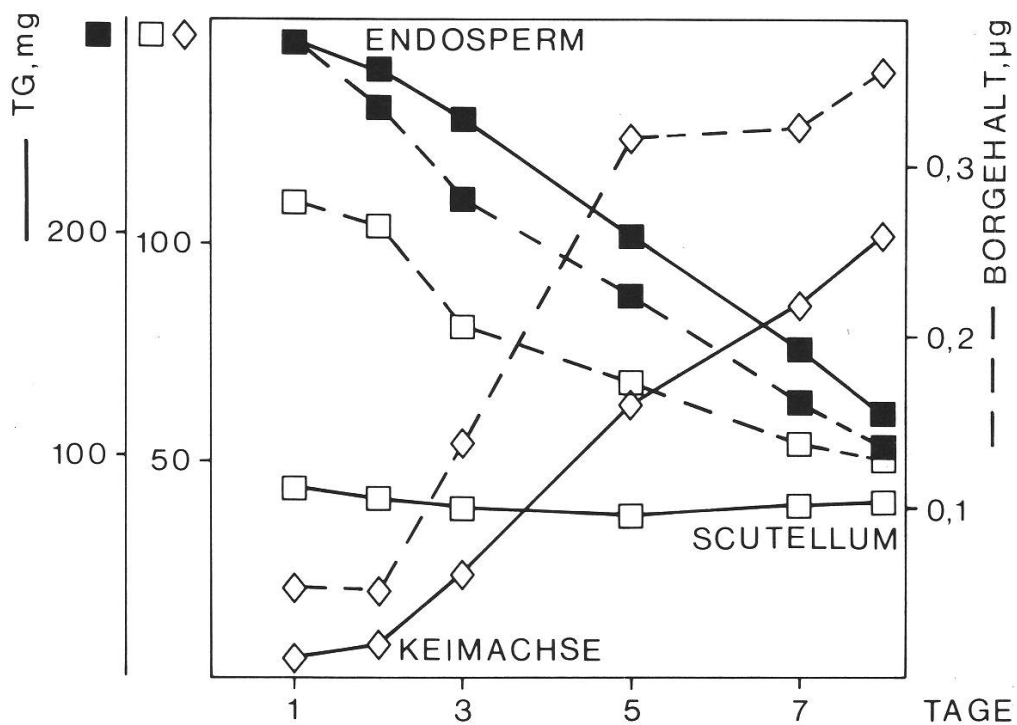 TG,mg
200
100
100
50
ENDOSPERM
SCUTELLUM
KEIMACHSE
0,3
0,2
0,1
BORGEHALT,µg
1 3 5 7 TAGE